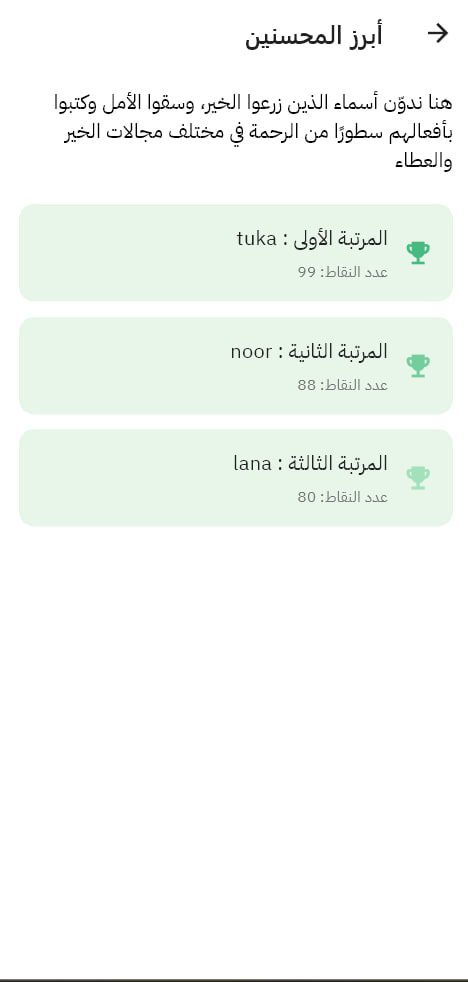 أبرز المحسنين
هنا ندوّن أسماء الذين زرعوا الخير، وسقوا الأمل وكتبوا
بأفعالهم سطورًا من الرحمة في مختلف مجالات الخير
والعطاء
المرتبة الأولى : tuka
عدد النقاط: 99
المرتبة الثانية : noor
عدد النقاط: 88
المرتبة الثالثة : lana
عدد النقاط: 80